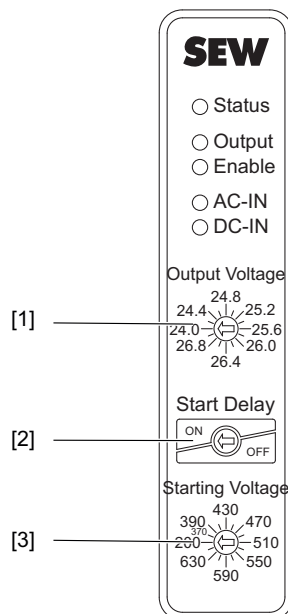 SEW
Status
Output
Enable
AC-IN
DC-IN
Output Voltage
24.8
24.4 25.2
[1] 24.0 25.6
26.8 26.0
26.4
Start Delay
[2] ON
OFF
Starting Voltage
430
390 470
370
[3] 510
630 550
590